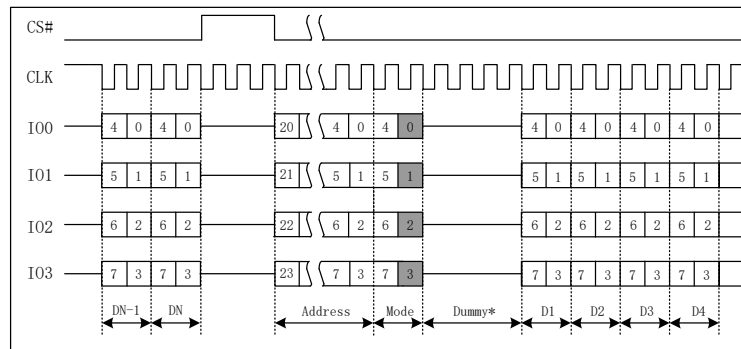 CS#
CLK
IO0 4 0 4 0 20 4 0 4 0 4 0 4 0 4 0 4 0
IO1 5 1 5 1 21 5 1 5 1 5 1 5 1 5 1 5 1
IO2 6 2 6 2 22 6 2 6 2 6 2 6 2 6 2 6 2
IO3 7 3 7 3 23 7 3 7 3 7 3 7 3 7 3 7 3
DN-1 DN Address Mode Dummy* D1 D2 D3 D4